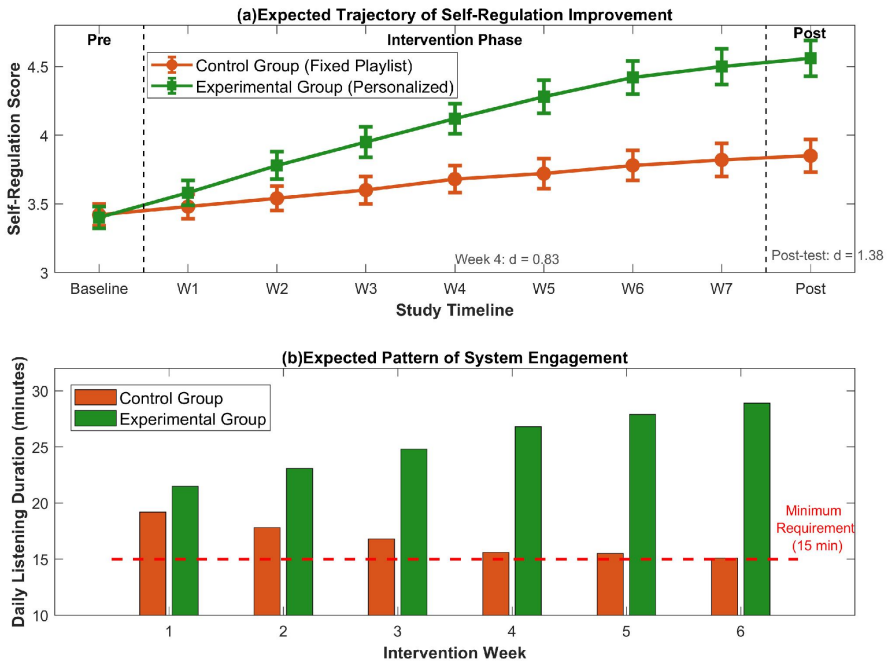 (a)Expected Trajectory of Self-Regulation Improvement
Pre
Intervention Phase
Post
Control Group (Fixed Playlist)
Experimental Group (Personalized)
Self-Regulation Score
4.5
4
3.5
3
Week 4: d = 0.83
Post-test: d = 1.38
Baseline W1 W2 W3 W4 W5 W6 W7 Post
Study Timeline
(b)Expected Pattern of System Engagement
Control Group
Experimental Group
Daily Listening Duration (minutes)
30
25
20
15
10
Minimum
Requirement
(15 min)
1 2 3 4 5 6
Intervention Week